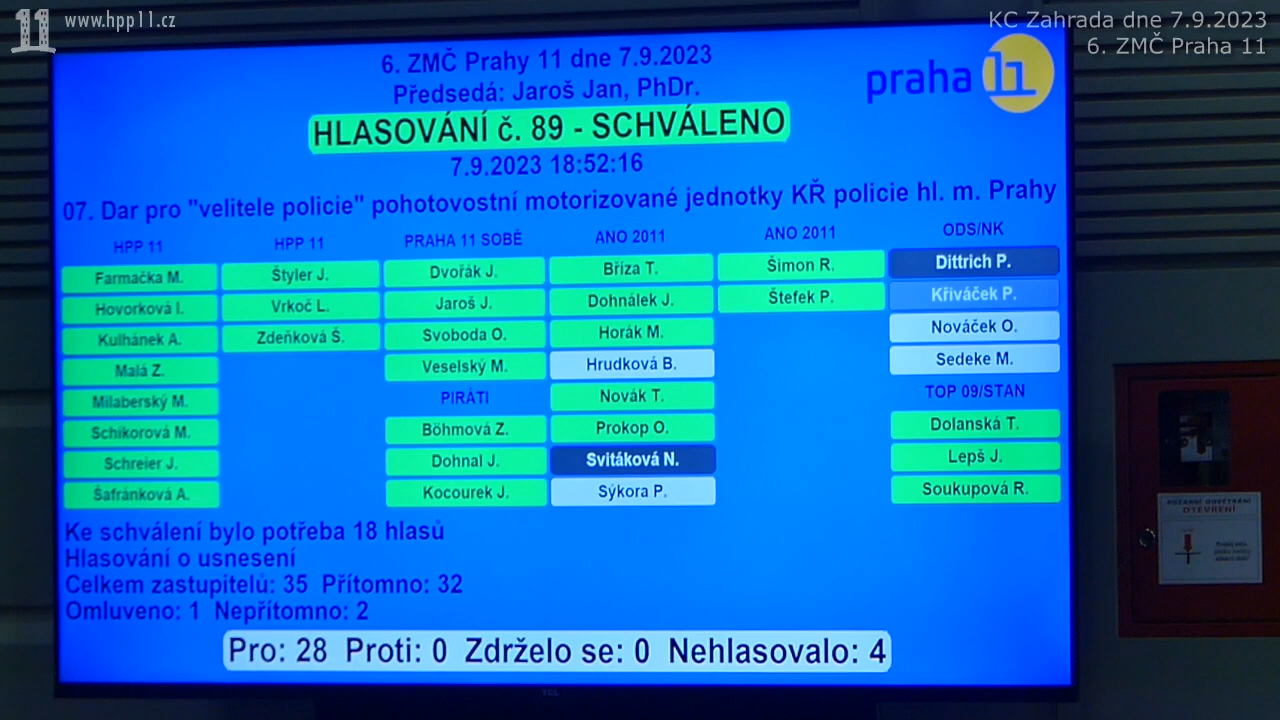 11 www.hpp11.cz
KC Zahrada dne 7.9.2023
6. ZMČ Praha 11
6. ZMČ Prahy 11 dne 7.9.2023
Předsedá: Jaroš Jan, PhDr.
praha 11
HLASOVÁNÍ č. 89 - SCHVÁLENO
7.9.2023 18:52:16
07. Dar pro "velitele policie" pohotovostní motorizované jednotky KŘ policie hl. m. Prahy
HPP 11
Farmačka M.
Hovorková I.
Kulhánek A.
Malá Z.
Milaberský M.
Schikorová M.
Schreier J.
Šafránková A.
HPP 11
Štyler J.
Vrkoč L.
Zdeňková Š.
PRAHA 11 SOBĚ
Dvořák J.
Jaroš J.
Svoboda O.
Veselský M.
PIRÁTI
Böhmová Z.
Dohnal J.
Kocourek J.
ANO 2011
Bříza T.
Dohnálek J.
Horák M.
Hrudková B.
Novák T.
Prokop O.
Svitáková N.
Sýkora P.
ANO 2011
Šimon R.
Štefek P.
ODS/NK
Dittrich P.
Křiváček P.
Nováček O.
Sedeke M.
TOP 09/STAN
Dolanská T.
Lepš J.
Soukupová R.
Ke schválení bylo potřeba 18 hlasů
Hlasování o usnesení
Celkem zastupitelů: 35 Přítomno: 32
Omluveno: 1 Nepřítomno: 2
Pro: 28 Proti: 0 Zdrželo se: 0 Nehlasovalo: 4
TCL
POŽÁRNÍ ODVĚTRÁNÍ
OTEVŘENÍ